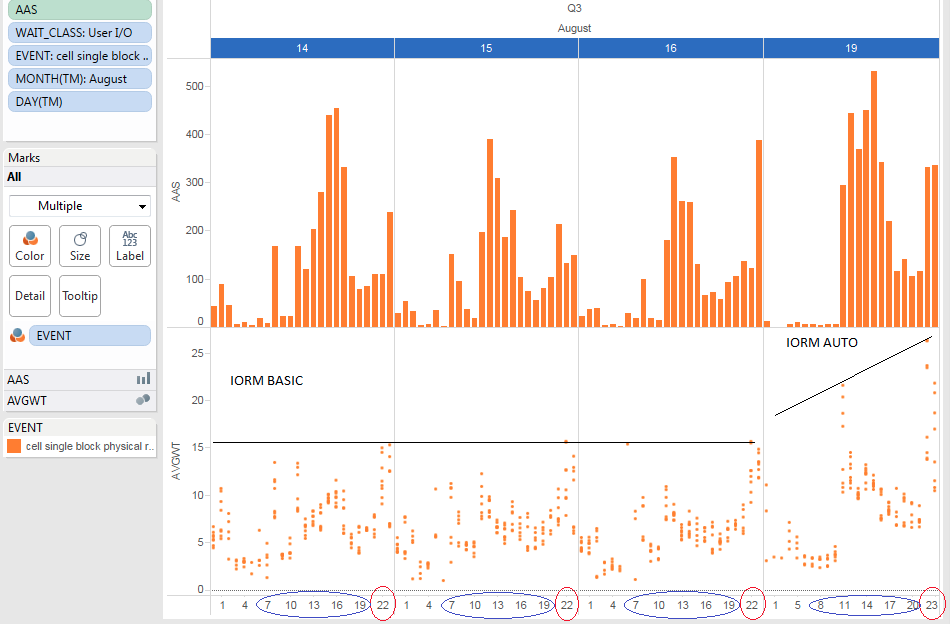 AAS
WAIT_CLASS: User I/O
EVENT: cell single block ..
MONTH(TM): August
DAY(TM)
Marks
All
Multiple
Color
Size
Abc
123
Label
Detail
Tooltip
EVENT
AAS
AVGWT
EVENT
cell single block physical r..
Q3
August
14 15 16 19
500
400
300
200
100
0
AAS
IORM BASIC
IORM AUTO
25
20
15
10
5
0
AVGWT
1 4 7 10 13 16 19 22 1 4 7 10 13 16 19 22 1 4 7 10 13 16 19 22 1 5 8 11 14 17 20 23